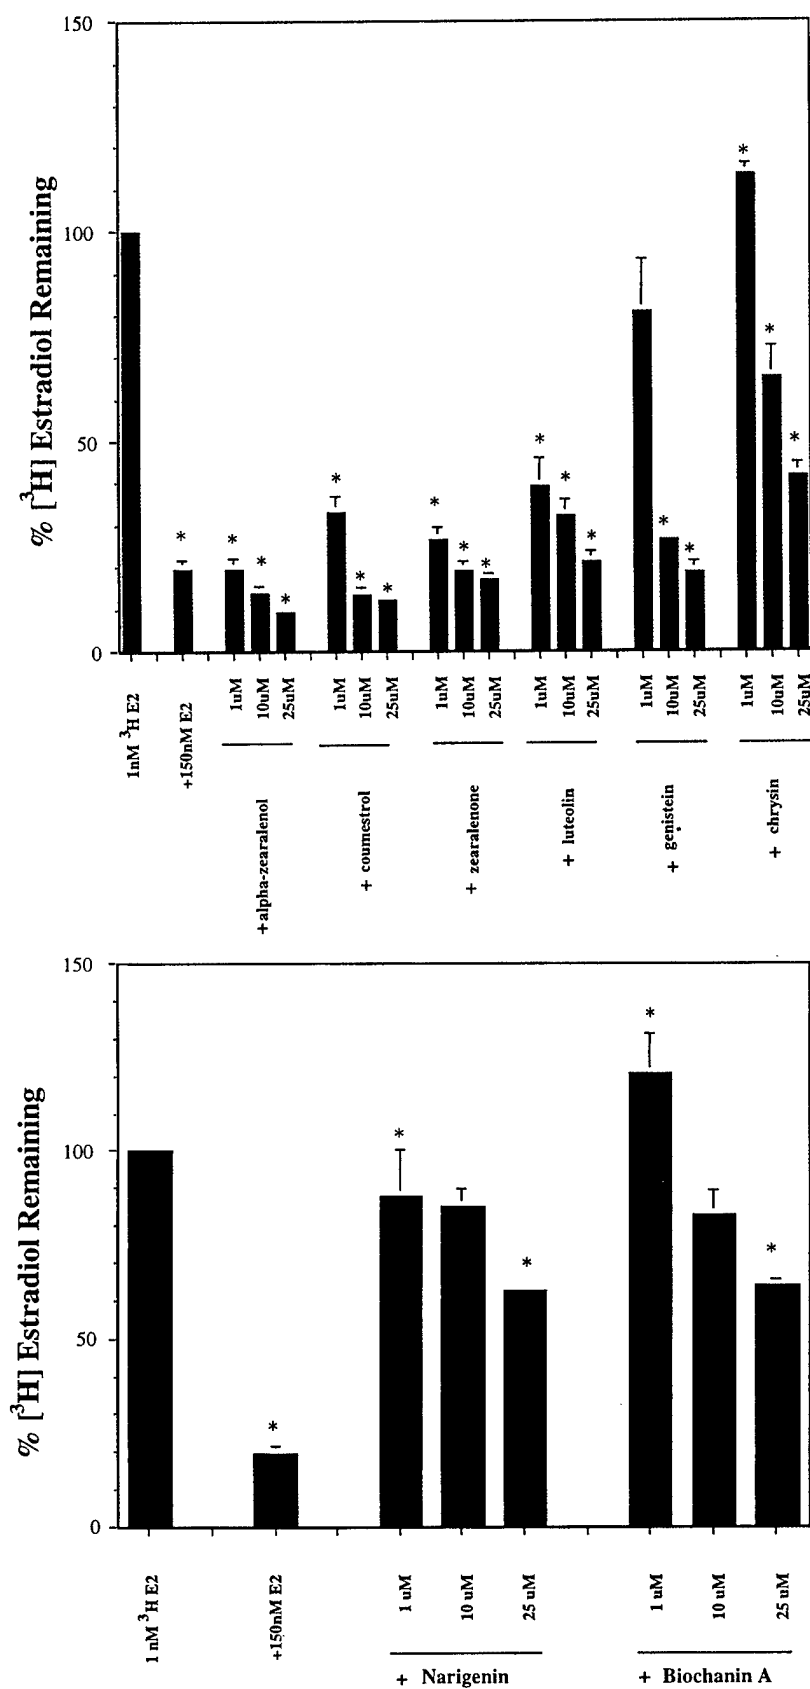 150
100
50
0
% [³H] Estradiol Remaining
* * * * * * * * * * * * * * * * * *
1nM ³H E2
+150nM E2
1uM 10uM 25uM
+alpha-zearalenol
1uM 10uM 25uM
+ coumestrol
1uM 10uM 25uM
+ zearalenone
1uM 10uM 25uM
+ luteolin
1uM 10uM 25uM
+ genistein
1uM 10uM 25uM
+ chrysin
150
100
50
0
% [³H] Estradiol Remaining
* * * * *
1 nM ³H E2
+150nM E2
1 uM 10 uM 25 uM
+ Narigenin
1 uM 10 uM 25 uM
+ Biochanin A